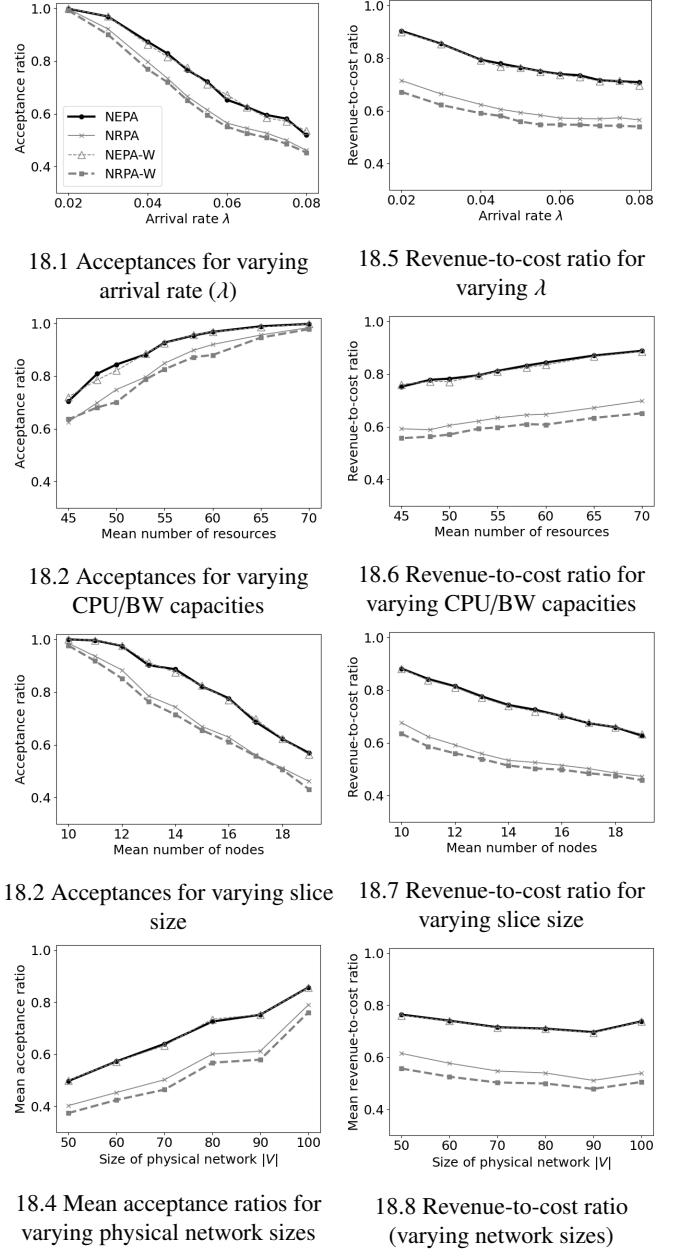 1.0
0.8
0.6
0.4
Acceptance ratio
NEPA
NRPA
NEPA-W
NRPA-W
0.02 0.03 0.04 0.05 0.06 0.07 0.08
Arrival rate λ
18.1 Acceptances for varying
arrival rate (λ)
1.0
0.8
0.6
0.4
Revenue-to-cost ratio
0.02 0.03 0.04 0.05 0.06 0.07 0.08
Arrival rate λ
18.5 Revenue-to-cost ratio for
varying λ
1.0
0.8
0.6
0.4
Acceptance ratio
45 50 55 60 65 70
Mean number of resources
18.2 Acceptances for varying
CPU/BW capacities
1.0
0.8
0.6
0.4
Revenue-to-cost ratio
45 50 55 60 65 70
Mean number of resources
18.6 Revenue-to-cost ratio for
varying CPU/BW capacities
1.0
0.8
0.6
0.4
Acceptance ratio
10 12 14 16 18
Mean number of nodes
18.2 Acceptances for varying slice
size
1.0
0.8
0.6
0.4
Revenue-to-cost ratio
10 12 14 16 18
Mean number of nodes
18.7 Revenue-to-cost ratio for
varying slice size
1.0
0.8
0.6
0.4
Mean acceptance ratio
50 60 70 80 90 100
Size of physical network |V|
18.4 Mean acceptance ratios for
varying physical network sizes
1.0
0.8
0.6
0.4
Mean revenue-to-cost ratio
50 60 70 80 90 100
Size of physical network |V|
18.8 Revenue-to-cost ratio
(varying network sizes)